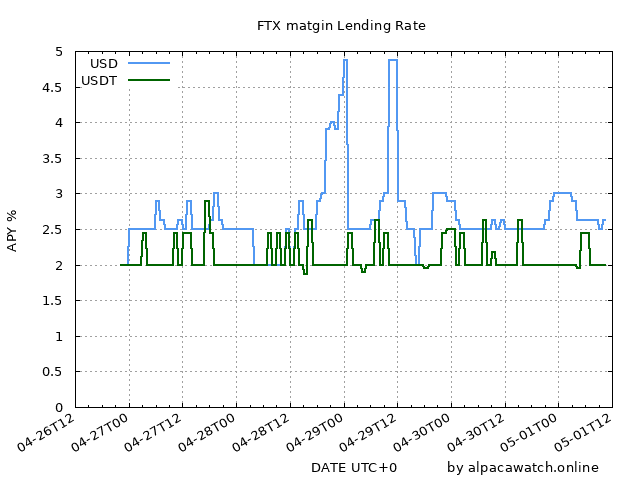 FTX matgin Lending Rate
5
4.5
4
3.5
3
2.5
2
1.5
1
0.5
0
APY %
USD
USDT
04-26T12
04-27T00
04-27T12
04-28T00
04-28T12
04-29T00
04-29T12
04-30T00
04-30T12
05-01T00
05-01T12
DATE UTC+0
by alpacawatch.online